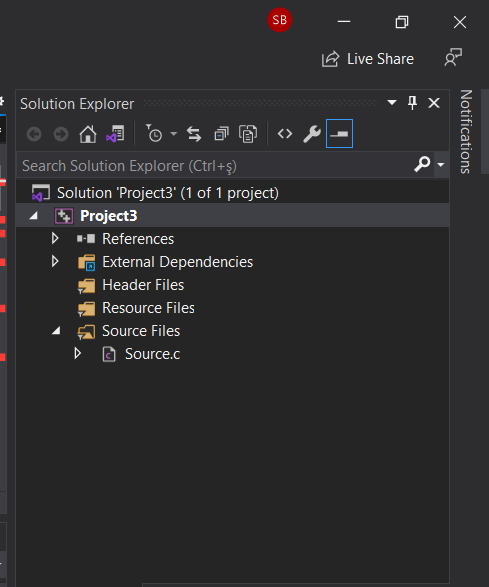 SB
Live Share
Solution Explorer
Search Solution Explorer (Ctrl+ş)
Solution 'Project3' (1 of 1 project)
Project3
References
External Dependencies
Header Files
Resource Files
Source Files
Source.c
Notifications